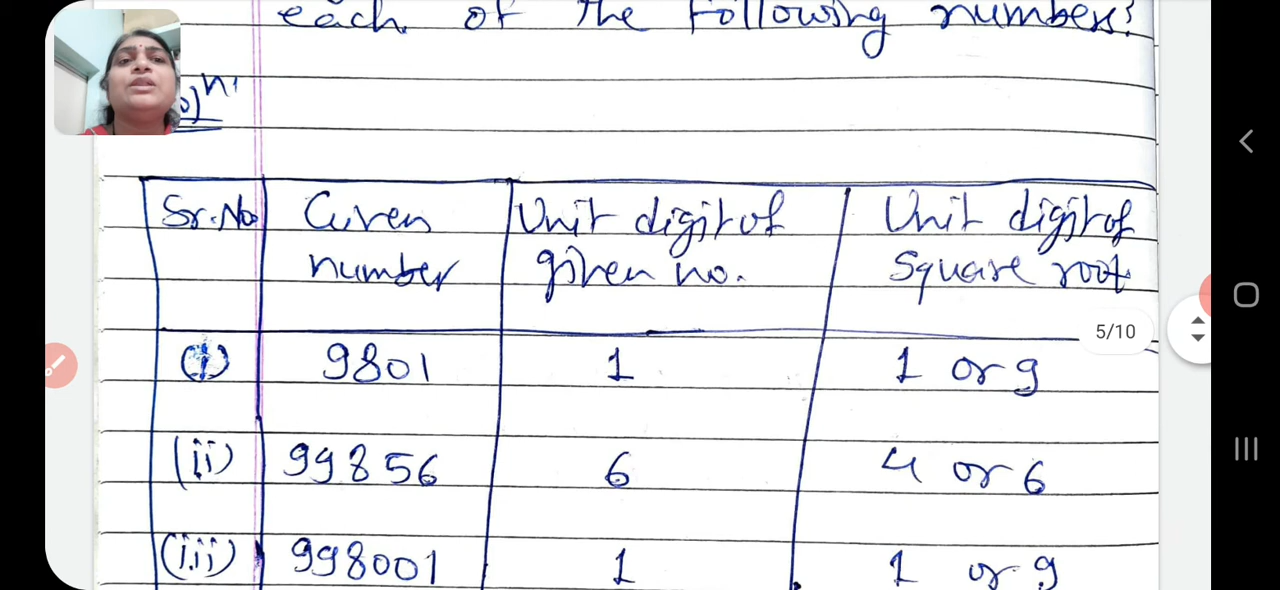 each of the following numbers?
Sol^n:
Sr.No. Given number Unit digit of given no. Unit digit of Square root.
5/10
(i) 9801 1 1 or 9
(ii) 99856 6 4 or 6
(iii) 998001 1 1 or 9